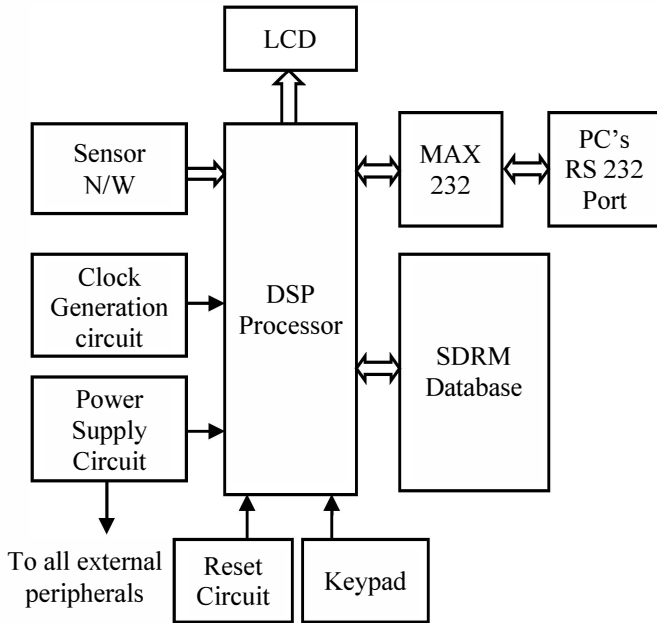 LCD
Sensor
N/W
MAX
232
PC’s
RS 232
Port
Clock
Generation
circuit
DSP
Processor
SDRM
Database
Power
Supply
Circuit
To all external
peripherals
Reset
Circuit
Keypad